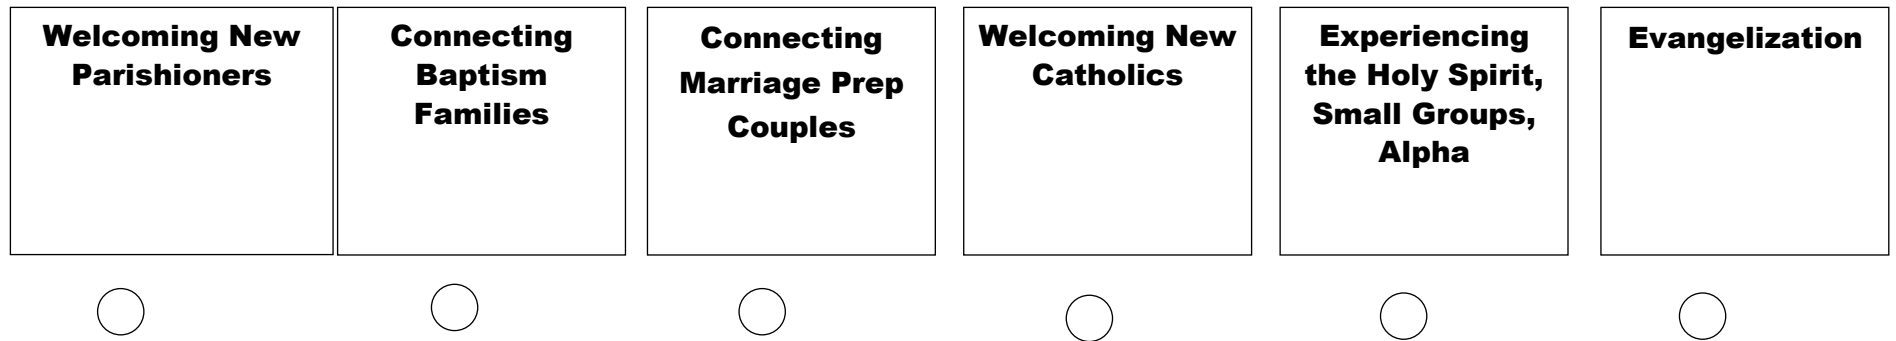 Welcoming New
Parishioners
Connecting
Baptism
Families
Connecting
Marriage Prep
Couples
Welcoming New
Catholics
Experiencing
the Holy Spirit,
Small Groups,
Alpha
Evangelization